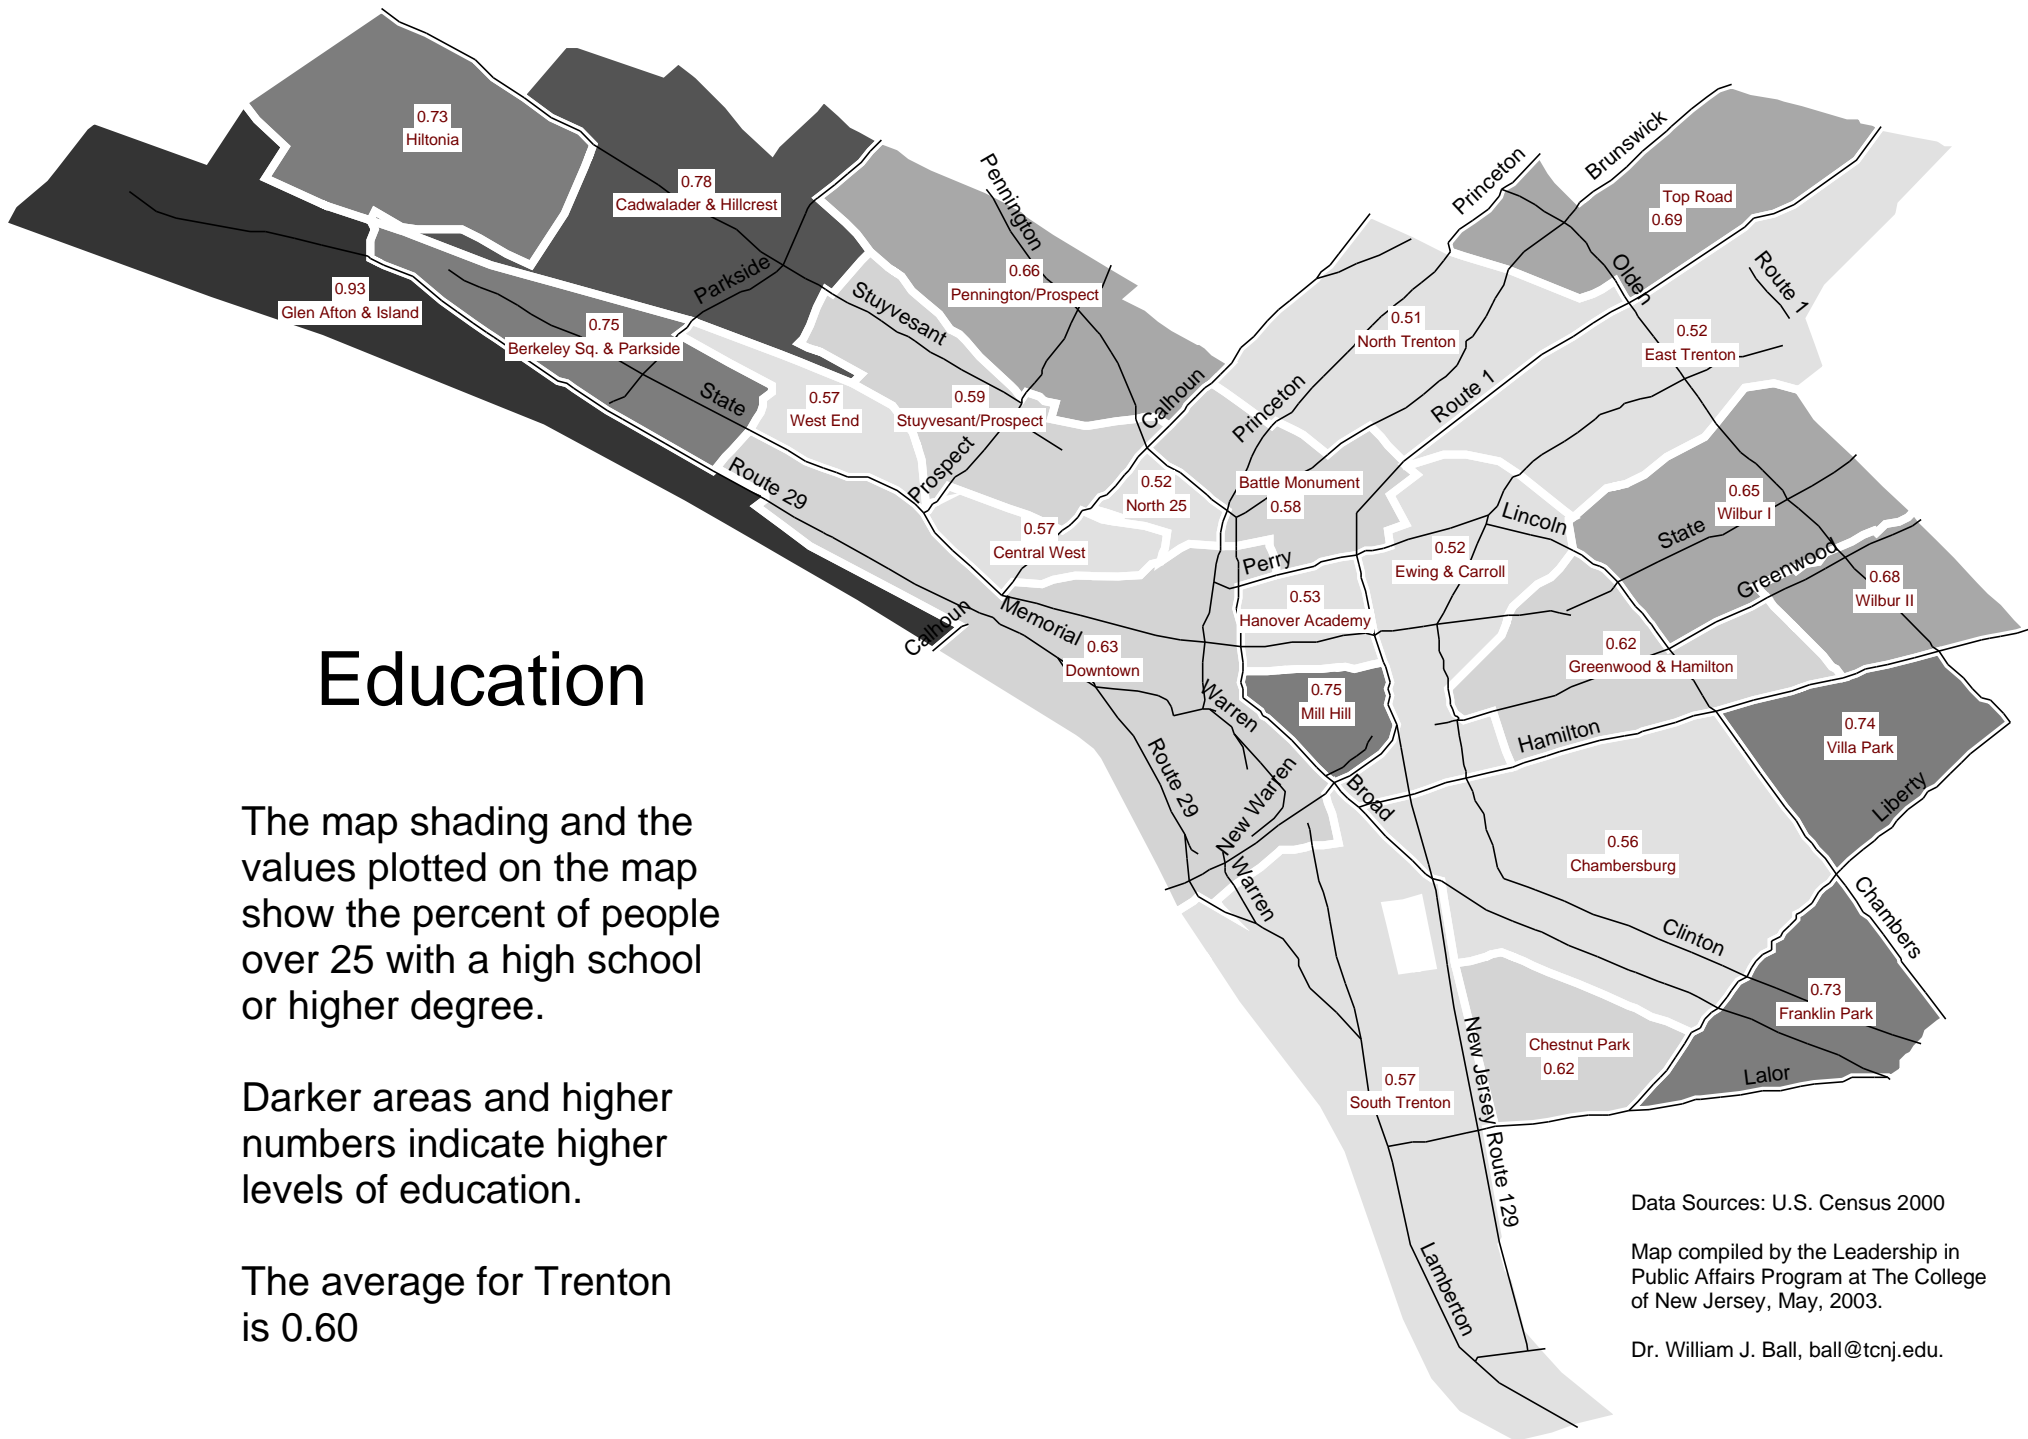 Brunswick
Princeton
Pennington
0.73
Hiltonia
0.78
Cadwalader & Hillcrest
Top Road
0.69
Olden
Route 1
Parkside
0.66
Pennington/Prospect
0.93
Glen Afton & Island
Stuyvesant
0.75
Berkeley Sq. & Parkside
0.51
North Trenton
0.52
East Trenton
State
0.57
West End
0.59
Stuyvesant/Prospect
Calhoun
Princeton
Route 1
Prospect
Route 29
0.52
North 25
Battle Monument
0.58
Lincoln
0.65
Wilbur I
State
0.57
Central West
Perry
0.52
Ewing & Carroll
Greenwood
0.68
Wilbur II
0.53
Hanover Academy
Calhoun
Memorial
0.63
Downtown
0.62
Greenwood & Hamilton
Education
Warren
0.75
Mill Hill
Hamilton
0.74
Villa Park
Route 29
New Warren
Broad
Liberty
The map shading and the
values plotted on the map
show the percent of people
over 25 with a high school
or higher degree.
Warren
0.56
Chambersburg
Chambers
Clinton
0.73
Franklin Park
Chestnut Park
0.62
New Jersey Route 129
Lalor
0.57
South Trenton
Darker areas and higher
numbers indicate higher
levels of education.
Lamberton
The average for Trenton
is 0.60
Data Sources: U.S. Census 2000
Map compiled by the Leadership in
Public Affairs Program at The College
of New Jersey, May, 2003.
Dr. William J. Ball, ball@tcnj.edu.